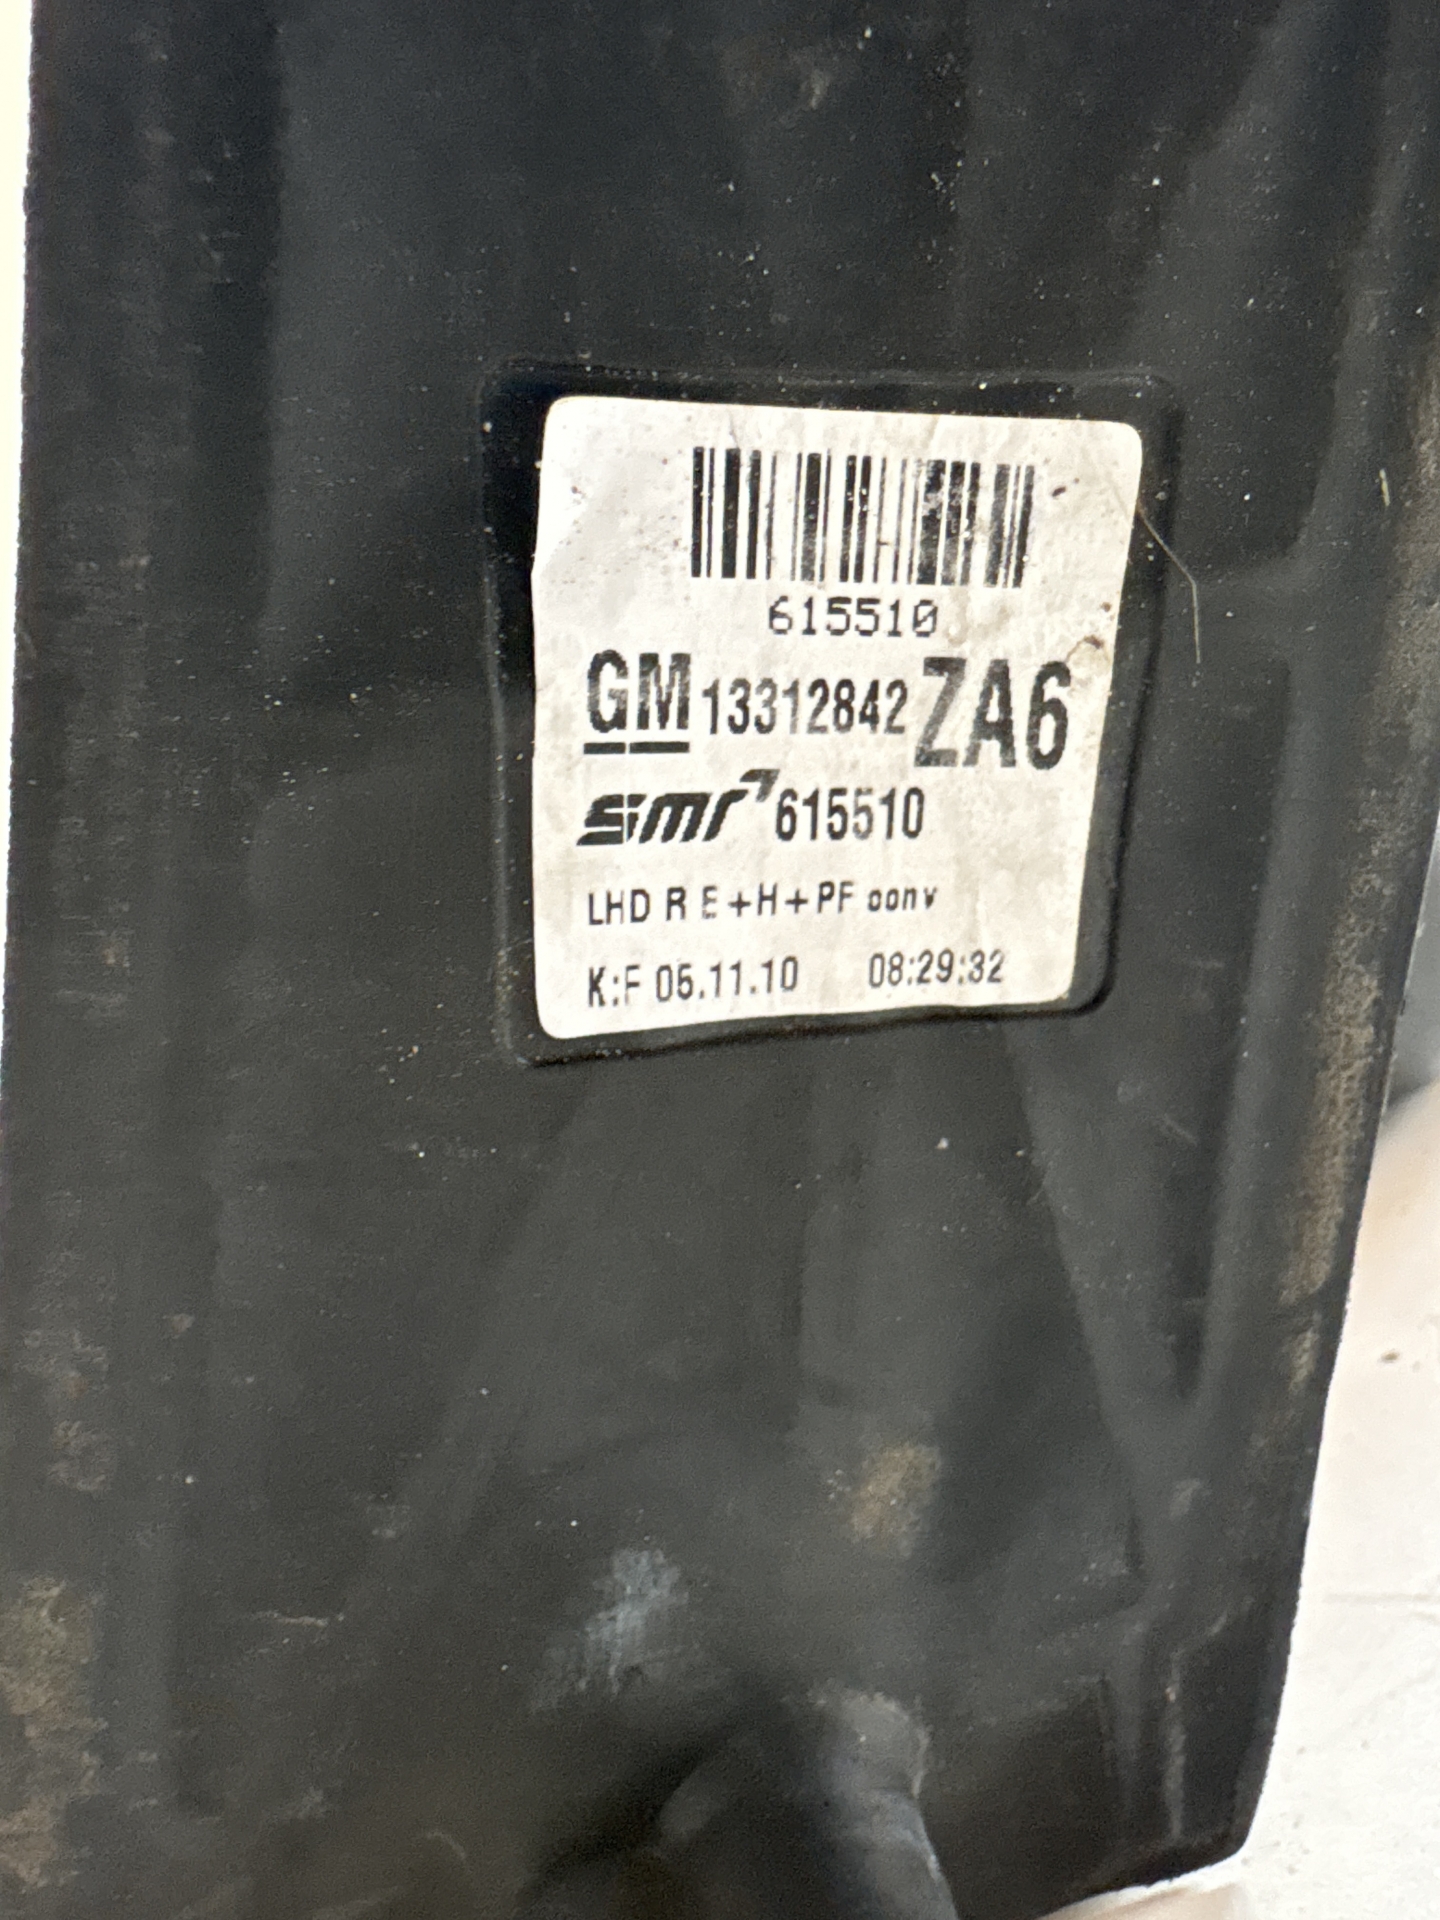 615510
GM 13312842 ZA6
smr 615510
LHD R E+H+PF conv
K:F 05.11.10 08:29:32